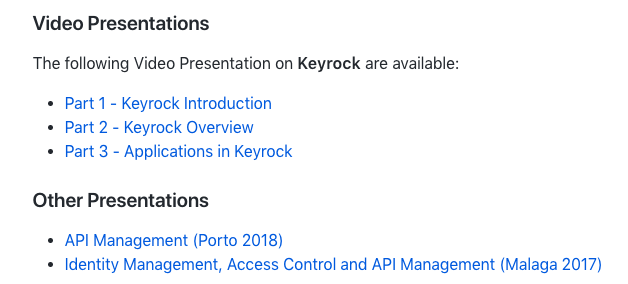 Video Presentations
The following Video Presentation on Keyrock are available:
• Part 1 - Keyrock Introduction
• Part 2 - Keyrock Overview
• Part 3 - Applications in Keyrock
Other Presentations
• API Management (Porto 2018)
• Identity Management, Access Control and API Management (Malaga 2017)